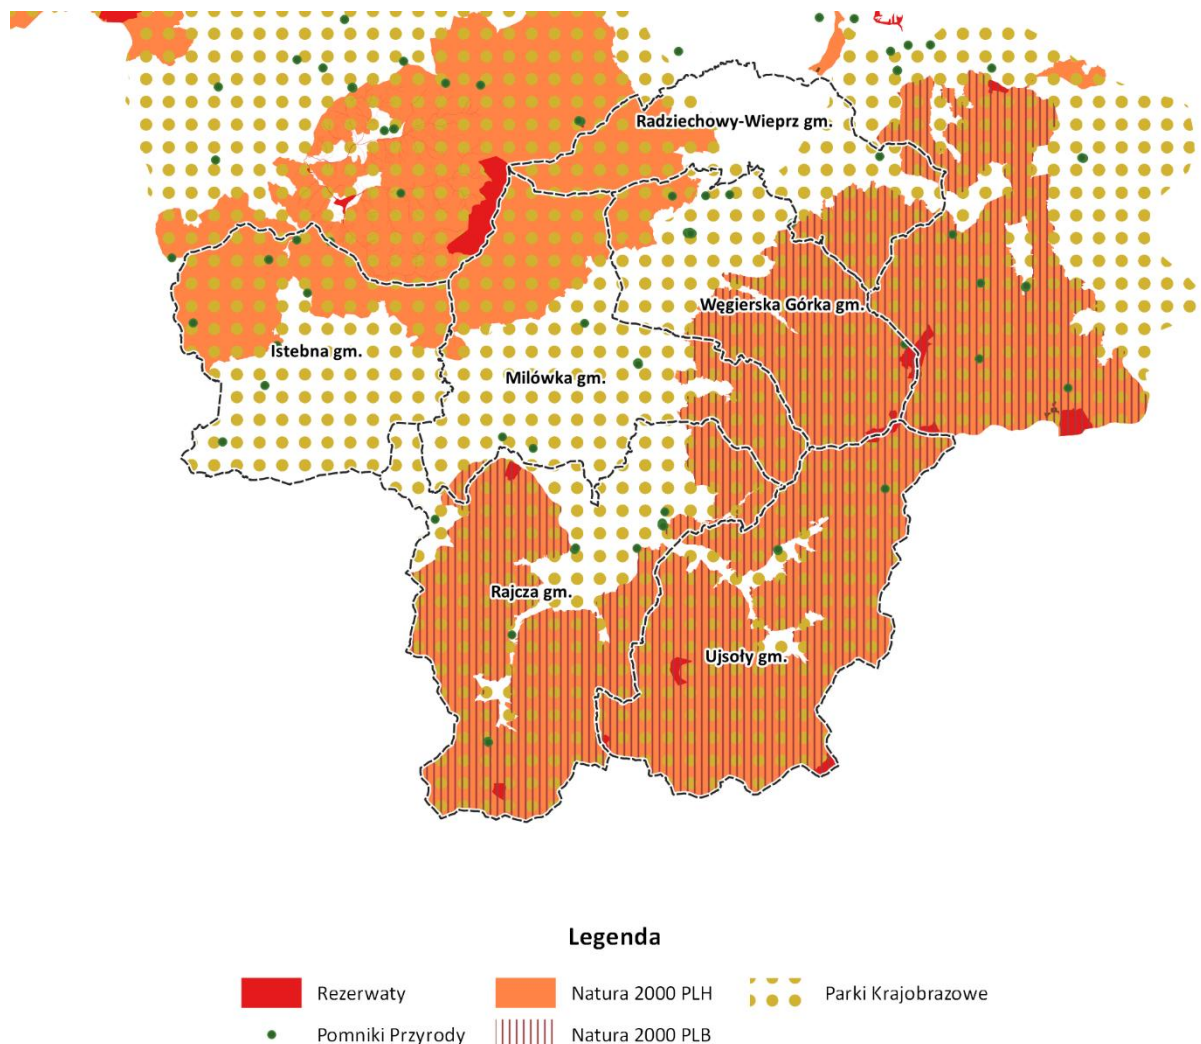 Radziechowy-Wieprz gm.
Węgierska Górka gm.
Istebna gm.
Milówka gm.
Rajcza gm.
Ujsoły gm.
Legenda
Rezerwaty
Natura 2000 PLH
Parki Krajobrazowe
Pomniki Przyrody
Natura 2000 PLB